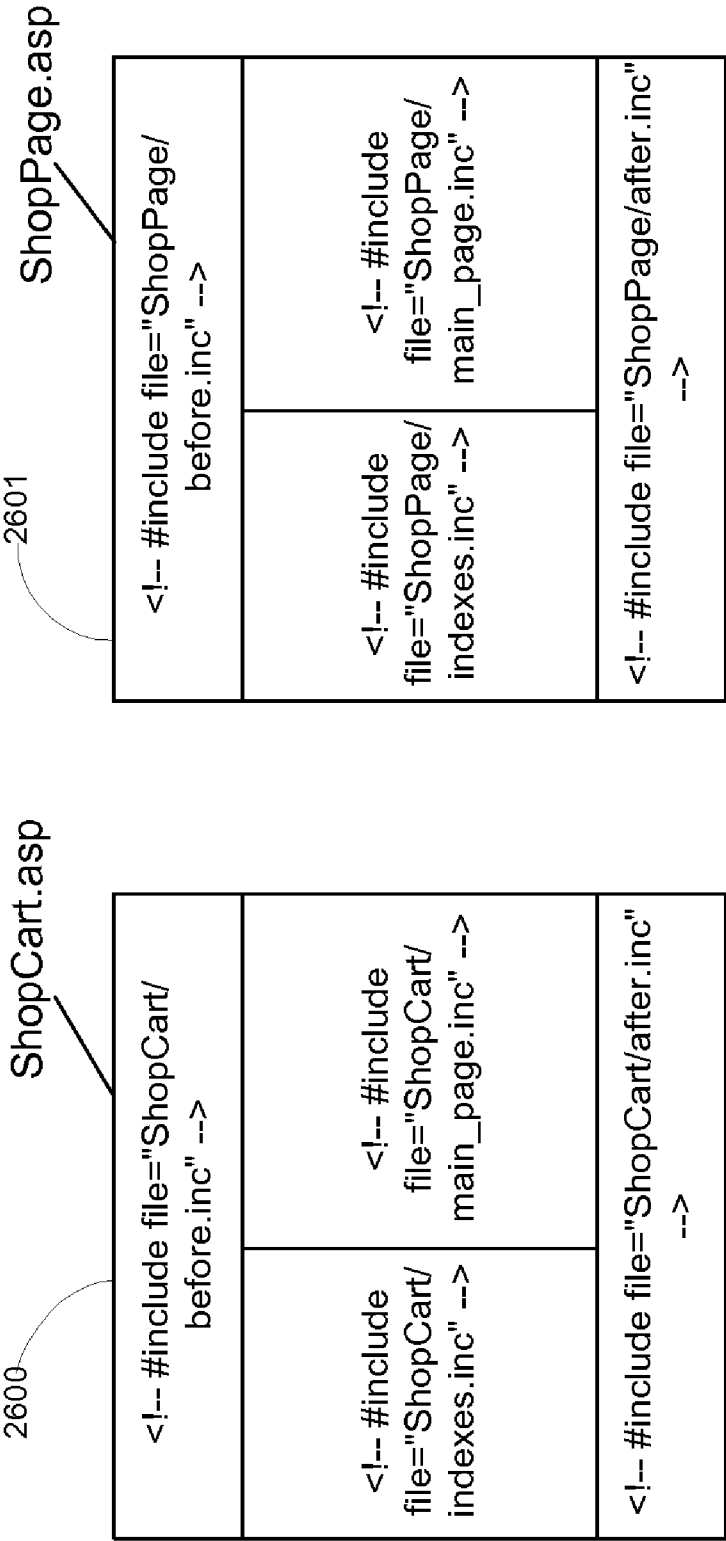 2600
ShopCart.asp
<!-- #include file="ShopCart/
before.inc" -->
<!-- #include
file="ShopCart/
indexes.inc" -->
<!-- #include
file="ShopCart/
main_page.inc" -->
<!-- #include file="ShopCart/after.inc"
-->
2601
ShopPage.asp
<!-- #include file="ShopPage/
before.inc" -->
<!-- #include
file="ShopPage/
indexes.inc" -->
<!-- #include
file="ShopPage/
main_page.inc" -->
<!-- #include file="ShopPage/after.inc"
-->